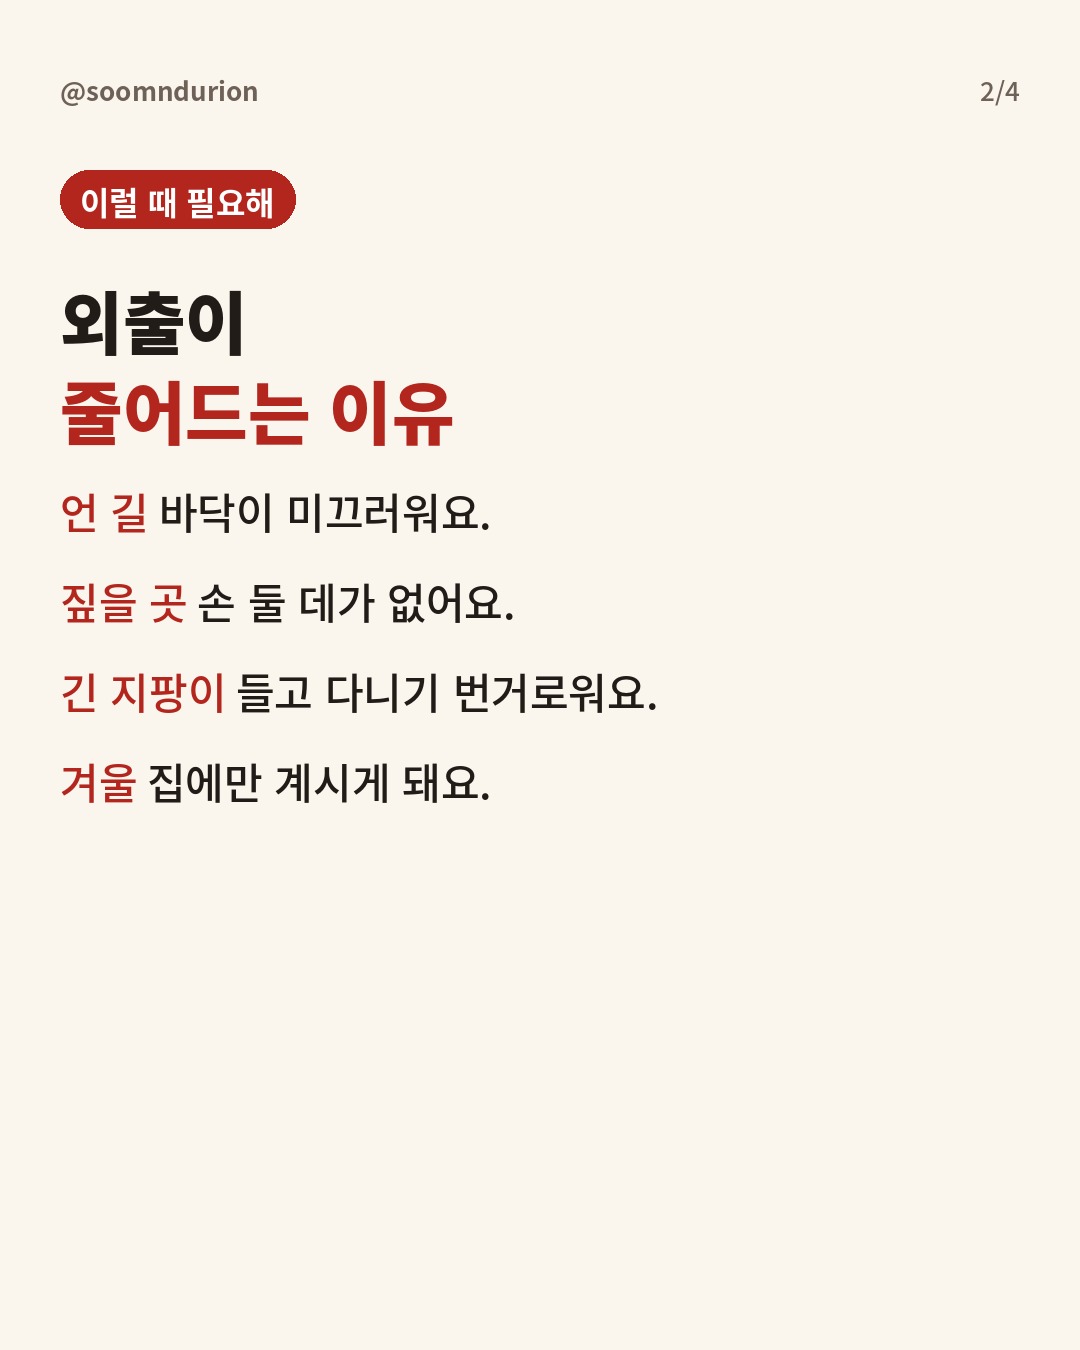 @soomndurion
2/4
이럴 때 필요해
외출이
줄어드는 이유
언 길 바닥이 미끄러워요.
짚을 곳 손 둘 데가 없어요.
긴 지팡이 들고 다니기 번거로워요.
겨울 집에만 계시게 돼요.